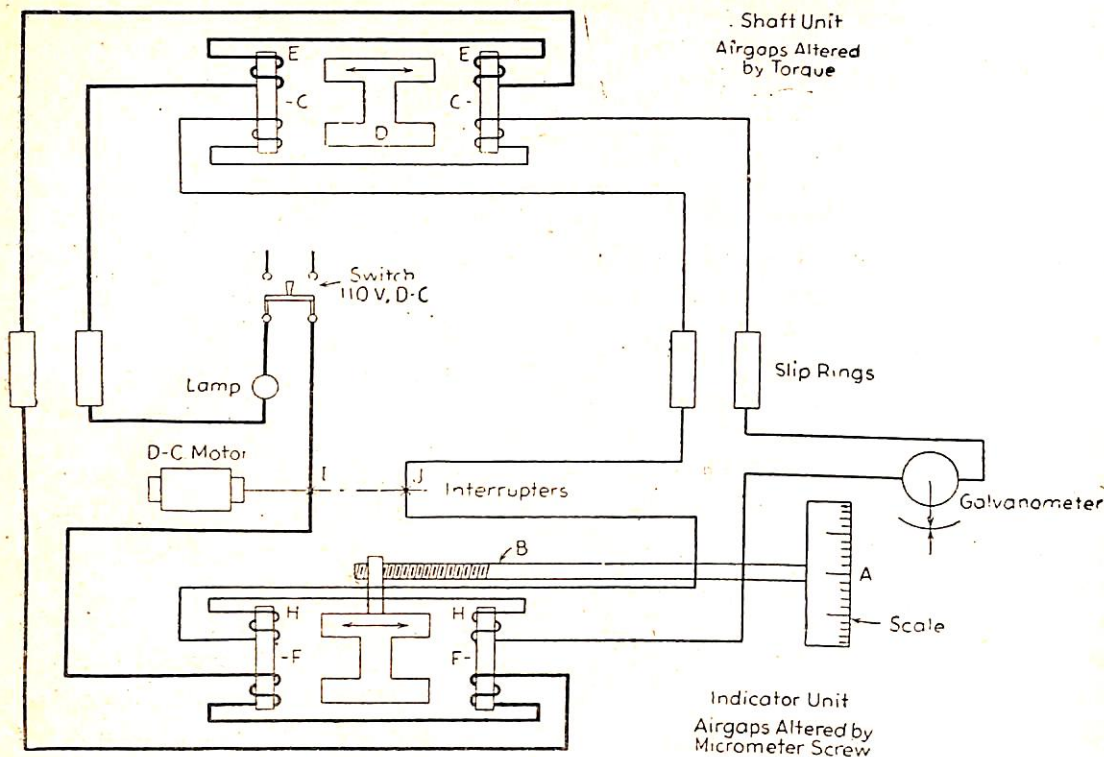 Shaft Unit
Airgaps Altered
by Torque
E
E
-C
C-
D
Switch
110 V, D-C
Lamp
Slip Rings
D-C Motor
I
J
Interrupters
Galvanometer
B
A
H
H
Scale
-F
F-
Indicator Unit
Airgaps Altered by
Micrometer Screw